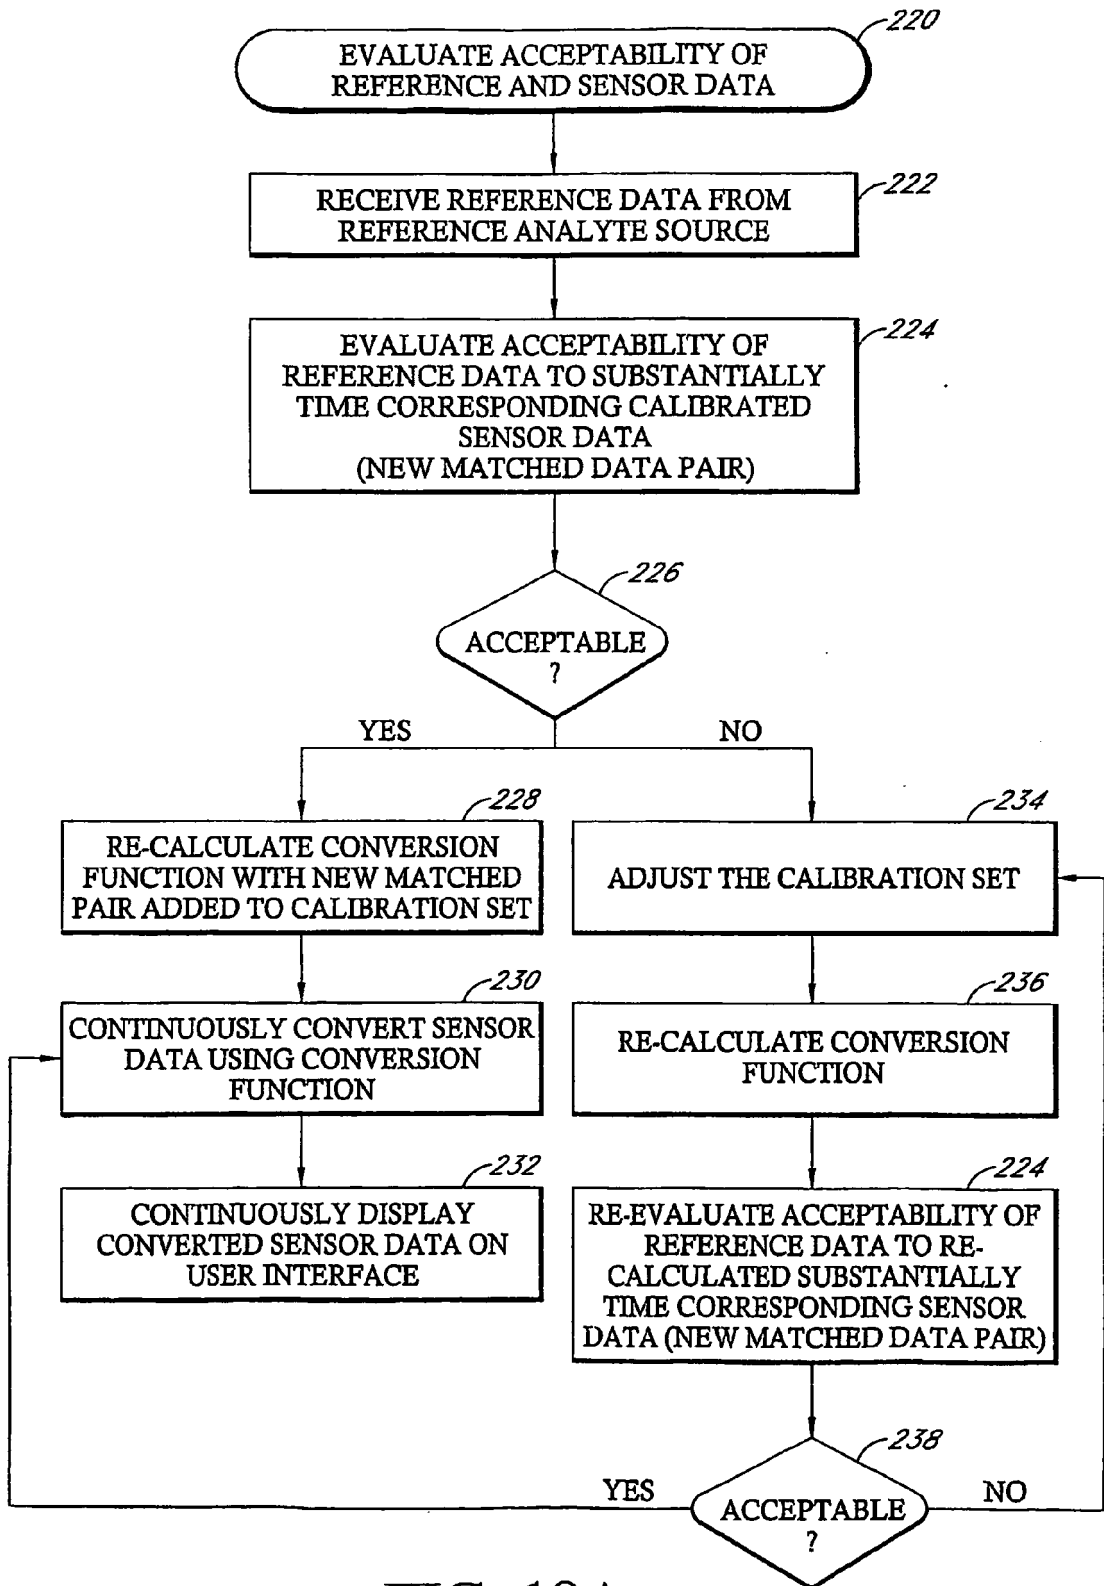 220
EVALUATE ACCEPTABILITY OF
REFERENCE AND SENSOR DATA
222
RECEIVE REFERENCE DATA FROM
REFERENCE ANALYTE SOURCE
224
EVALUATE ACCEPTABILITY OF
REFERENCE DATA TO SUBSTANTIALLY
TIME CORRESPONDING CALIBRATED
SENSOR DATA
(NEW MATCHED DATA PAIR)
226
ACCEPTABLE
?
YES
NO
228
RE-CALCULATE CONVERSION
FUNCTION WITH NEW MATCHED
PAIR ADDED TO CALIBRATION SET
234
ADJUST THE CALIBRATION SET
230
CONTINUOUSLY CONVERT SENSOR
DATA USING CONVERSION
FUNCTION
236
RE-CALCULATE CONVERSION
FUNCTION
232
CONTINUOUSLY DISPLAY
CONVERTED SENSOR DATA ON
USER INTERFACE
224
RE-EVALUATE ACCEPTABILITY OF
REFERENCE DATA TO RE-
CALCULATED SUBSTANTIALLY
TIME CORRESPONDING SENSOR
DATA (NEW MATCHED DATA PAIR)
238
YES
ACCEPTABLE
?
NO